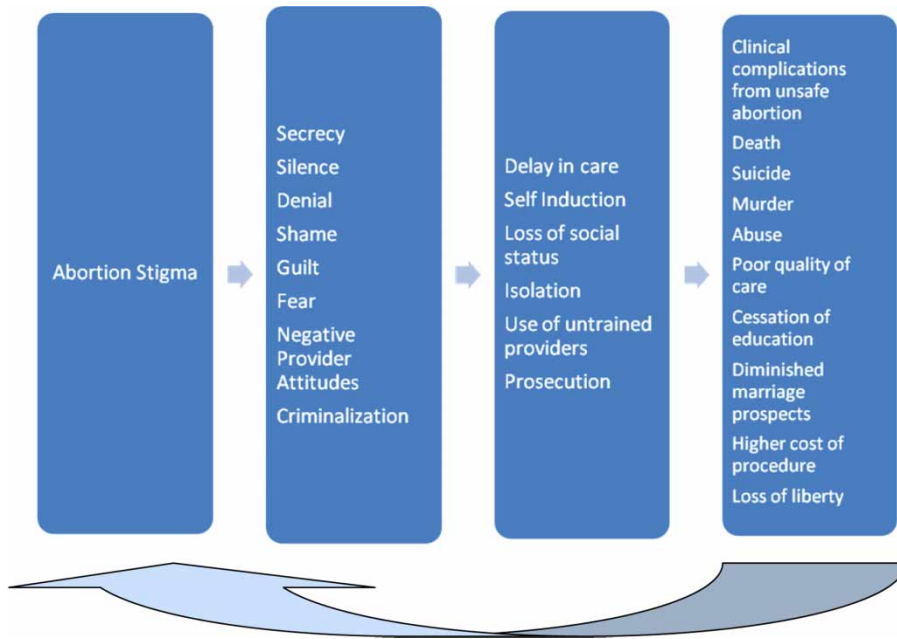 Abortion Stigma
Secrecy
Silence
Denial
Shame
Guilt
Fear
Negative
Provider
Attitudes
Criminalization
Delay in care
Self Induction
Loss of social
status
Isolation
Use of untrained
providers
Prosecution
Clinical
complications
from unsafe
abortion
Death
Suicide
Murder
Abuse
Poor quality of
care
Cessation of
education
Diminished
marriage
prospects
Higher cost of
procedure
Loss of liberty